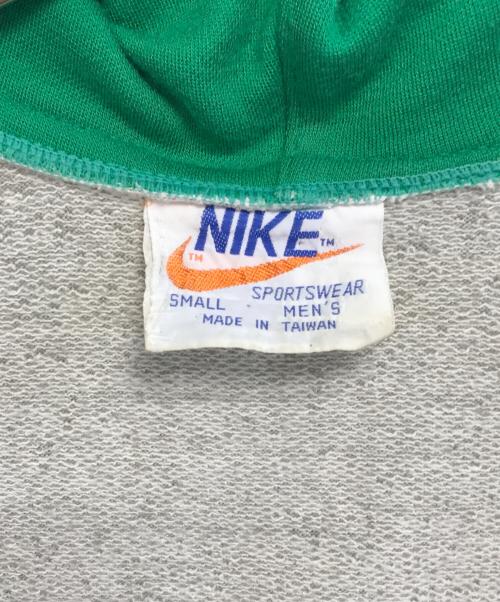 NIKE™
™
SPORTSWEAR
SMALL MEN'S
MADE IN TAIWAN